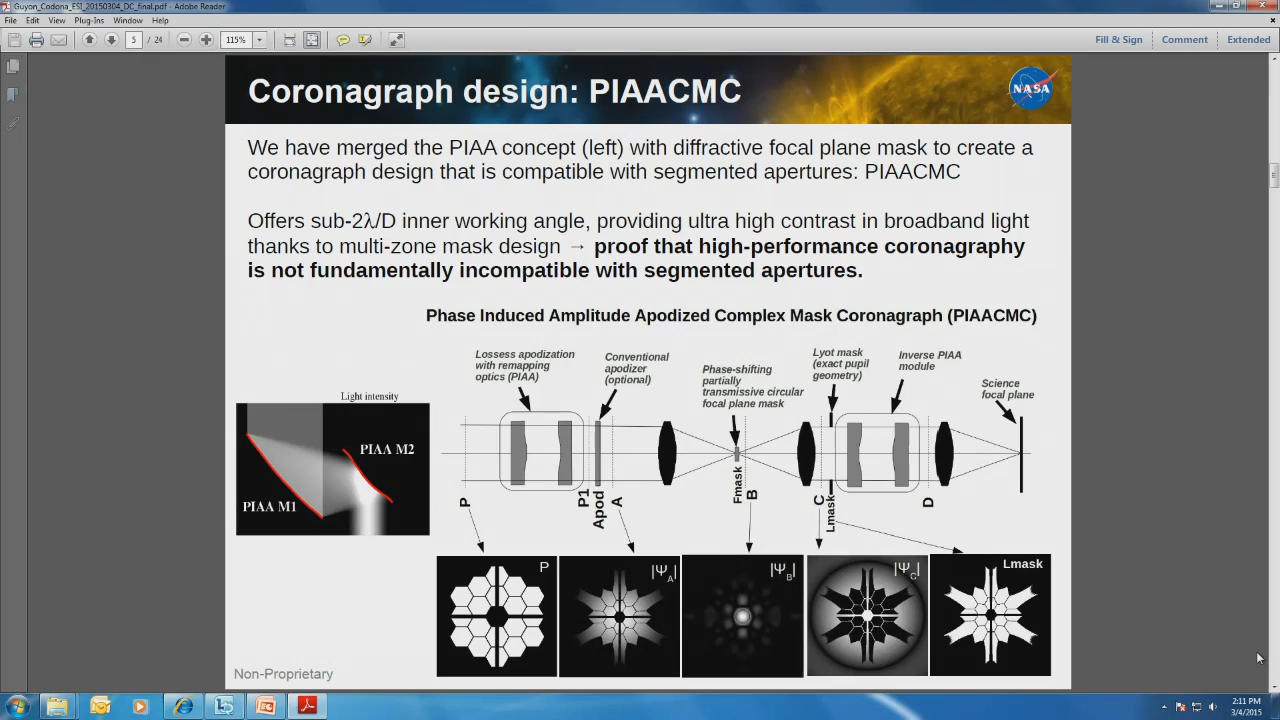 Guyon_Codona_ESI_20150304_DC_final.pdf - Adobe Reader
File Edit View Plug-Ins Window Help
5 / 24 115% Fill & Sign Comment Extended
Coronagraph design: PIAACMC
NASA
We have merged the PIAA concept (left) with diffractive focal plane mask to create a
coronagraph design that is compatible with segmented apertures: PIAACMC
Offers sub-2λ/D inner working angle, providing ultra high contrast in broadband light
thanks to multi-zone mask design → proof that high-performance coronagraphy
is not fundamentally incompatible with segmented apertures.
Phase Induced Amplitude Apodized Complex Mask Coronagraph (PIAACMC)
Lossess apodization
with remapping
optics (PIAA)
Conventional
apodizer
(optional)
Phase-shifting
partially
transmissive circular
focal plane mask
Lyot mask
(exact pupil
geometry)
Inverse PIAA
module
Science
focal plane
Light intensity
PIAA M2
PIAA M1
P
P1
Apod
A
Fmask
B
C
Lmask
D
P
|Ψ_A|
|Ψ_B|
|Ψ_C|
Lmask
Non-Proprietary
2:11 PM
3/4/2015